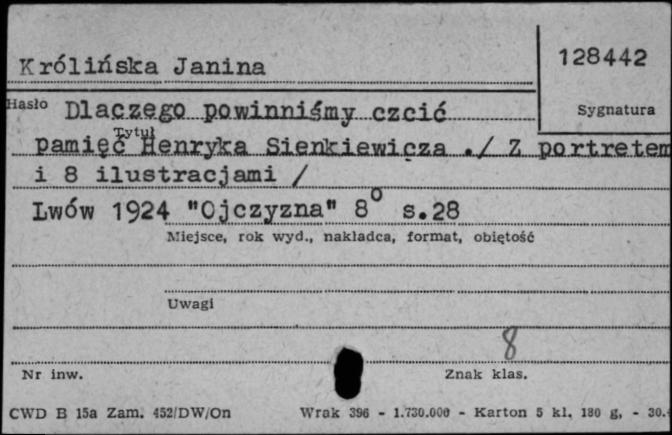 Królińska Janina
128442
Hasło
Sygnatura
Dlaczego powinniśmy czcić
Tytuł
pamięć Henryka Sienkiewicza ./ Z portretem
i 8 ilustracjami /
Lwów 1924 "Ojczyzna" 8° s.28
Miejsce, rok wyd., nakładca, format, objętość
Uwagi
8
Nr inw.
Znak klas.
CWD B 15a Zam. 452/DW/On Wrak 396 - 1.730.000 - Karton 5 kl. 180 g, - 30.